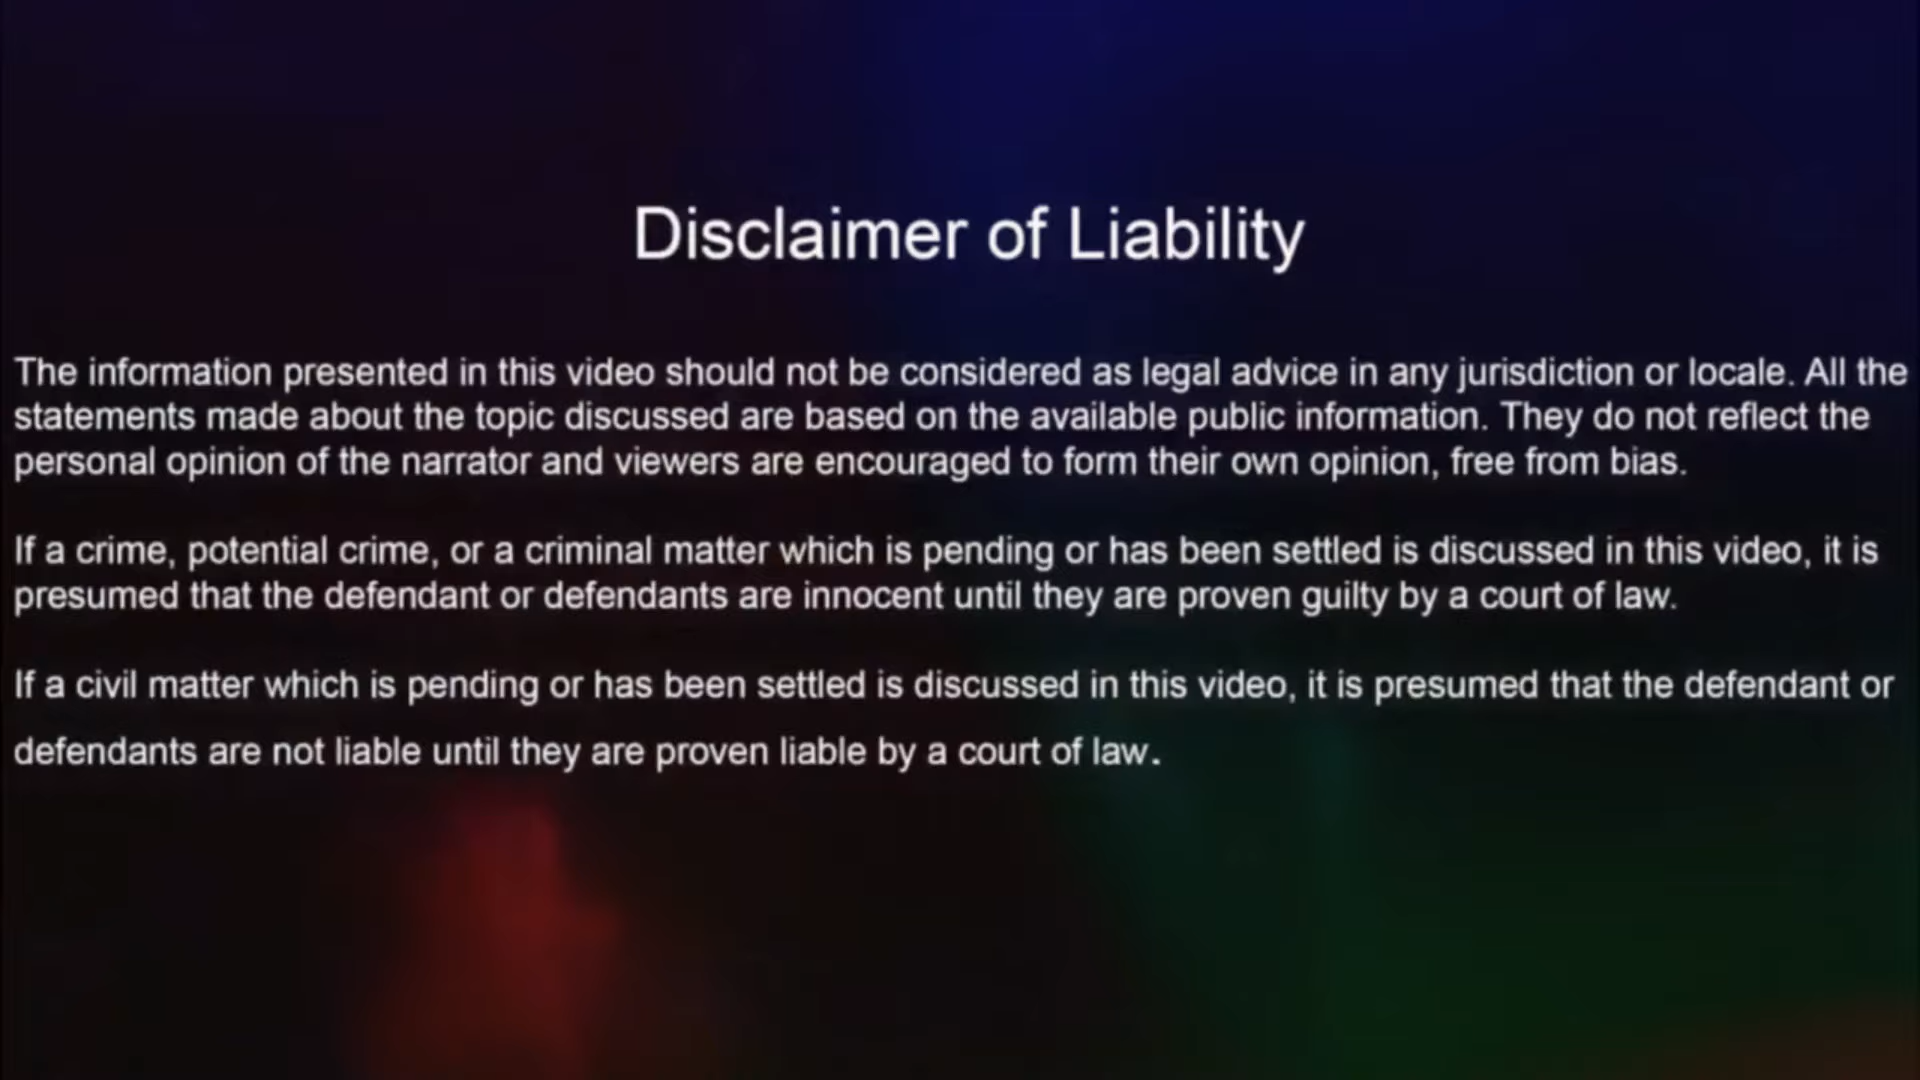 Disclaimer of Liability
The information presented in this video should not be considered as legal advice in any jurisdiction or locale. All the
statements made about the topic discussed are based on the available public information. They do not reflect the
personal opinion of the narrator and viewers are encouraged to form their own opinion, free from bias.
If a crime, potential crime, or a criminal matter which is pending or has been settled is discussed in this video, it is
presumed that the defendant or defendants are innocent until they are proven guilty by a court of law.
If a civil matter which is pending or has been settled is discussed in this video, it is presumed that the defendant or
defendants are not liable until they are proven liable by a court of law.